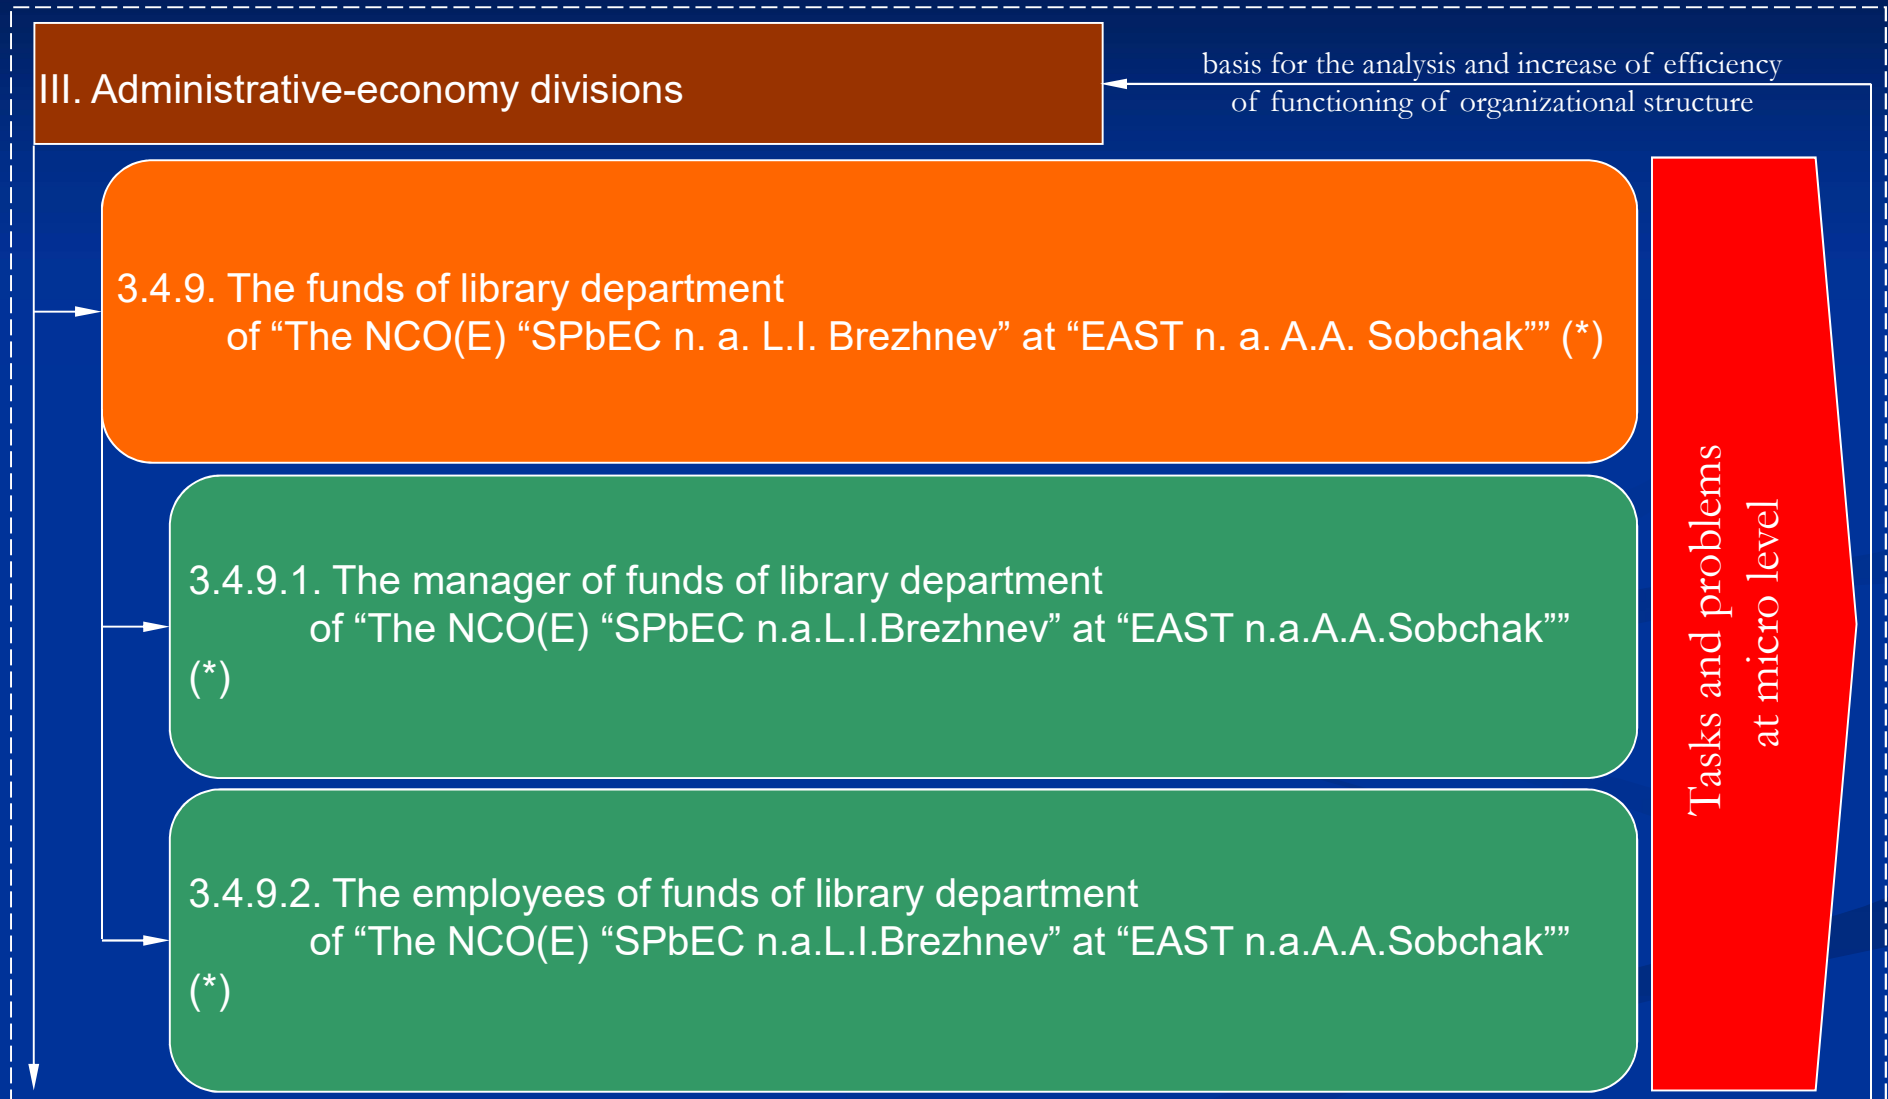 III. Administrative-economy divisions
basis for the analysis and increase of efficiency
of functioning of organizational structure
3.4.9. The funds of library department
of “The NCO(E) “SPbEC n. a. L.I. Brezhnev” at “EAST n. a. A.A. Sobchak”” (*)
3.4.9.1. The manager of funds of library department
of “The NCO(E) “SPbEC n.a.L.I.Brezhnev” at “EAST n.a.A.A.Sobchak””
(*)
3.4.9.2. The employees of funds of library department
of “The NCO(E) “SPbEC n.a.L.I.Brezhnev” at “EAST n.a.A.A.Sobchak””
(*)
Tasks and problems
at micro level